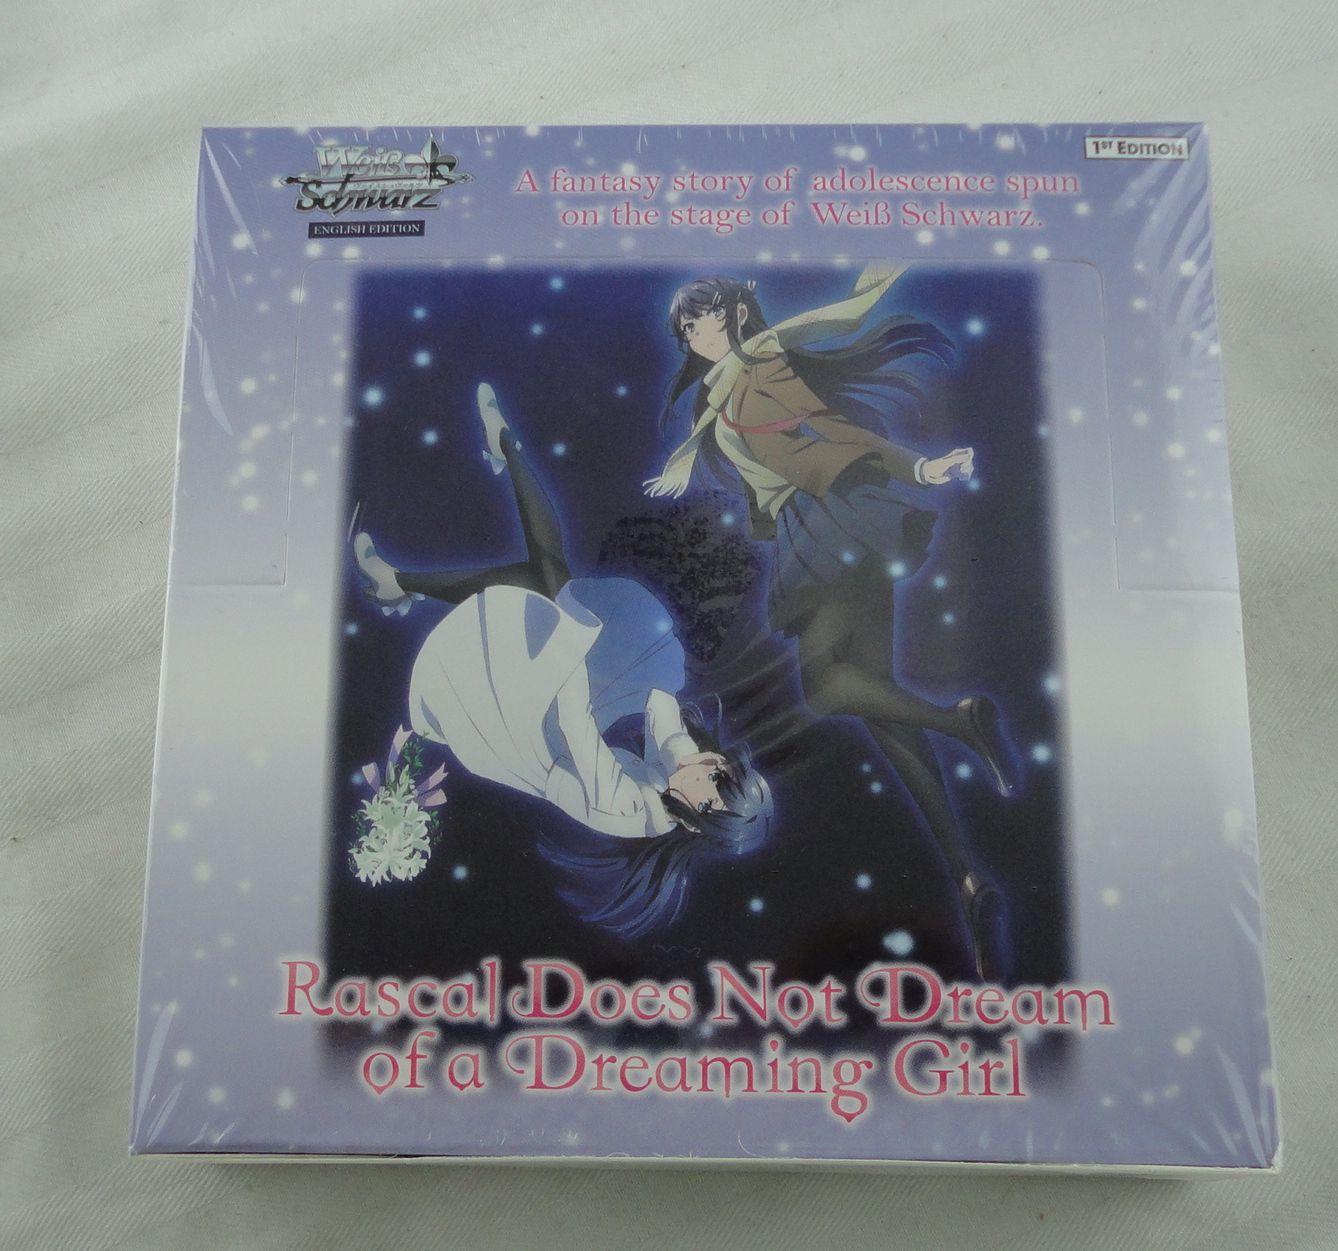 Weiß
Schwarz
ENGLISH EDITION
1ST EDITION
A fantasy story of adolescence spun
on the stage of Weiß Schwarz.
Rascal Does Not Dream
of a Dreaming Girl